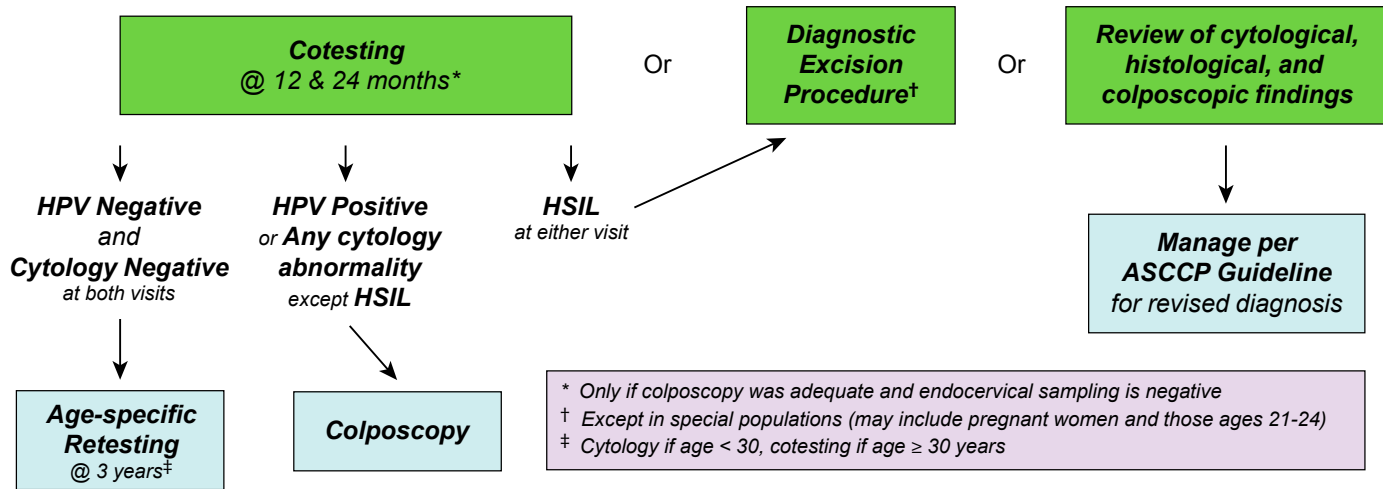 Cotesting
@ 12 & 24 months*
Or
Diagnostic
Excision
Procedure†
Or
Review of cytological,
histological, and
colposcopic findings
HPV Negative
and
Cytology Negative
at both visits
HPV Positive
or Any cytology
abnormality
except HSIL
HSIL
at either visit
Manage per
ASCCP Guideline
for revised diagnosis
Age-specific
Retesting
@ 3 years‡
Colposcopy
* Only if colposcopy was adequate and endocervical sampling is negative
† Except in special populations (may include pregnant women and those ages 21-24)
‡ Cytology if age < 30, cotesting if age ≥ 30 years